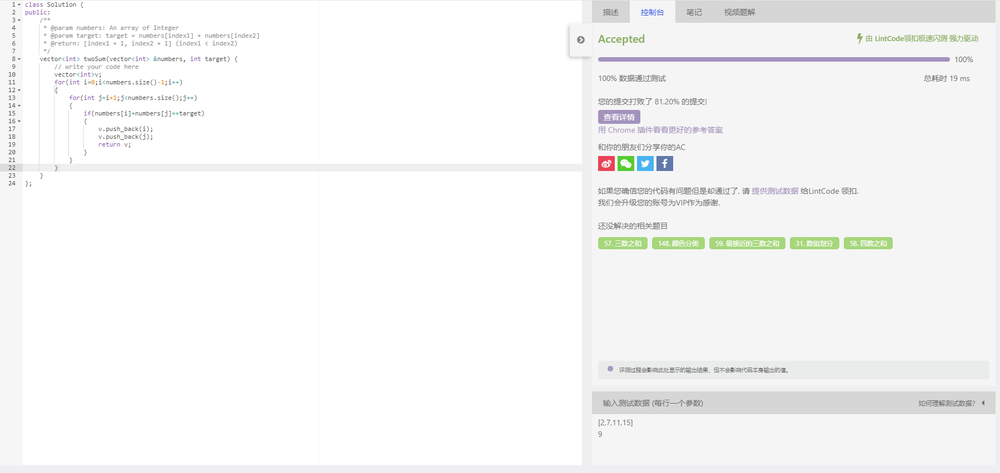 1 class Solution {
2 public:
3 /**
4 * @param numbers: An array of Integer
5 * @param target: target = numbers[index1] + numbers[index2]
6 * @return: [index1 + 1, index2 + 1] (index1 < index2)
7 */
8 vector<int> twoSum(vector<int> &numbers, int target) {
9 // write your code here
10 vector<int>v;
11 for(int i=0;i<numbers.size()-1;i++)
12 {
13 for(int j=i+1;j<numbers.size();j++)
14 {
15 if(numbers[i]+numbers[j]==target)
16 {
17 v.push_back(i);
18 v.push_back(j);
19 return v;
20 }
21 }
22 }
23 }
24 };
描述 控制台 笔记 视频题解
Accepted 由 LintCode领扣极速闪测 强力驱动
100%
100% 数据通过测试 总耗时 19 ms
您的提交打败了 81.20% 的提交!
查看详情
用 Chrome 插件看看更好的参考答案
和你的朋友们分享你的AC
如果您确信您的代码有问题但是却通过了, 请 提供测试数据 给LintCode 领扣.
我们会升级您的账号为VIP作为感谢.
还没解决的相关题目
57. 三数之和 148. 颜色分类 59. 最接近的三数之和 31. 数组划分 58. 四数之和
评测过程会影响此处显示的输出结果，但不会影响代码本身输出的值。
输入测试数据 (每行一个参数) 如何理解测试数据?
[2,7,11,15]
9